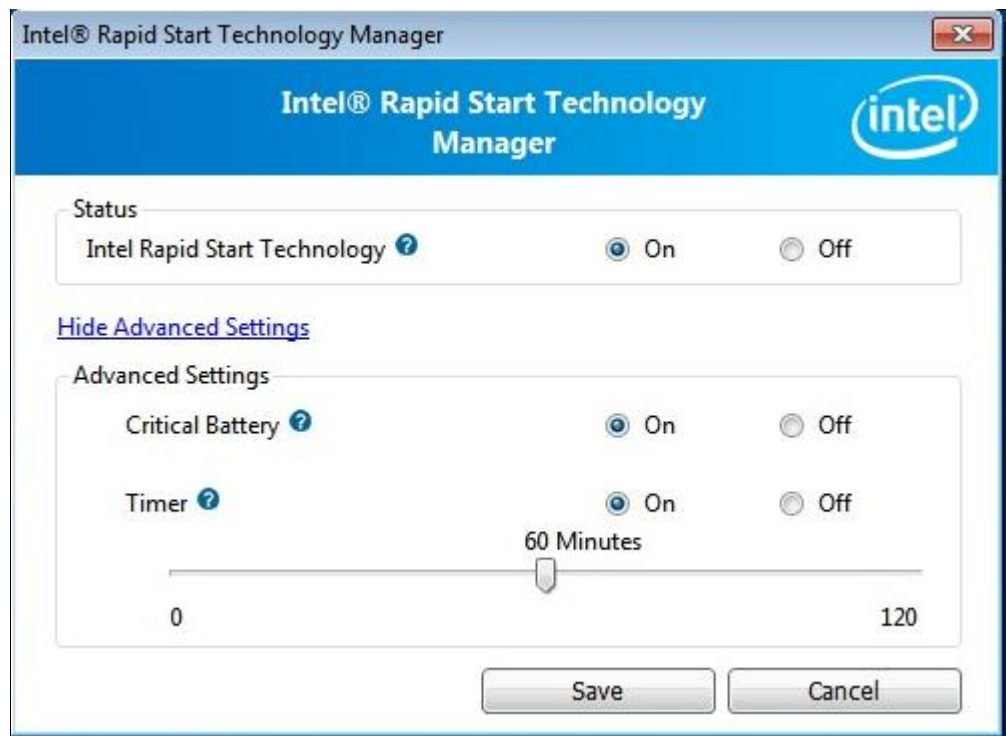 Intel® Rapid Start Technology Manager
Intel® Rapid Start Technology
Manager
intel
Status
Intel Rapid Start Technology ? On Off
Hide Advanced Settings
Advanced Settings
Critical Battery ? On Off
Timer ? On Off
60 Minutes
0 120
Save Cancel